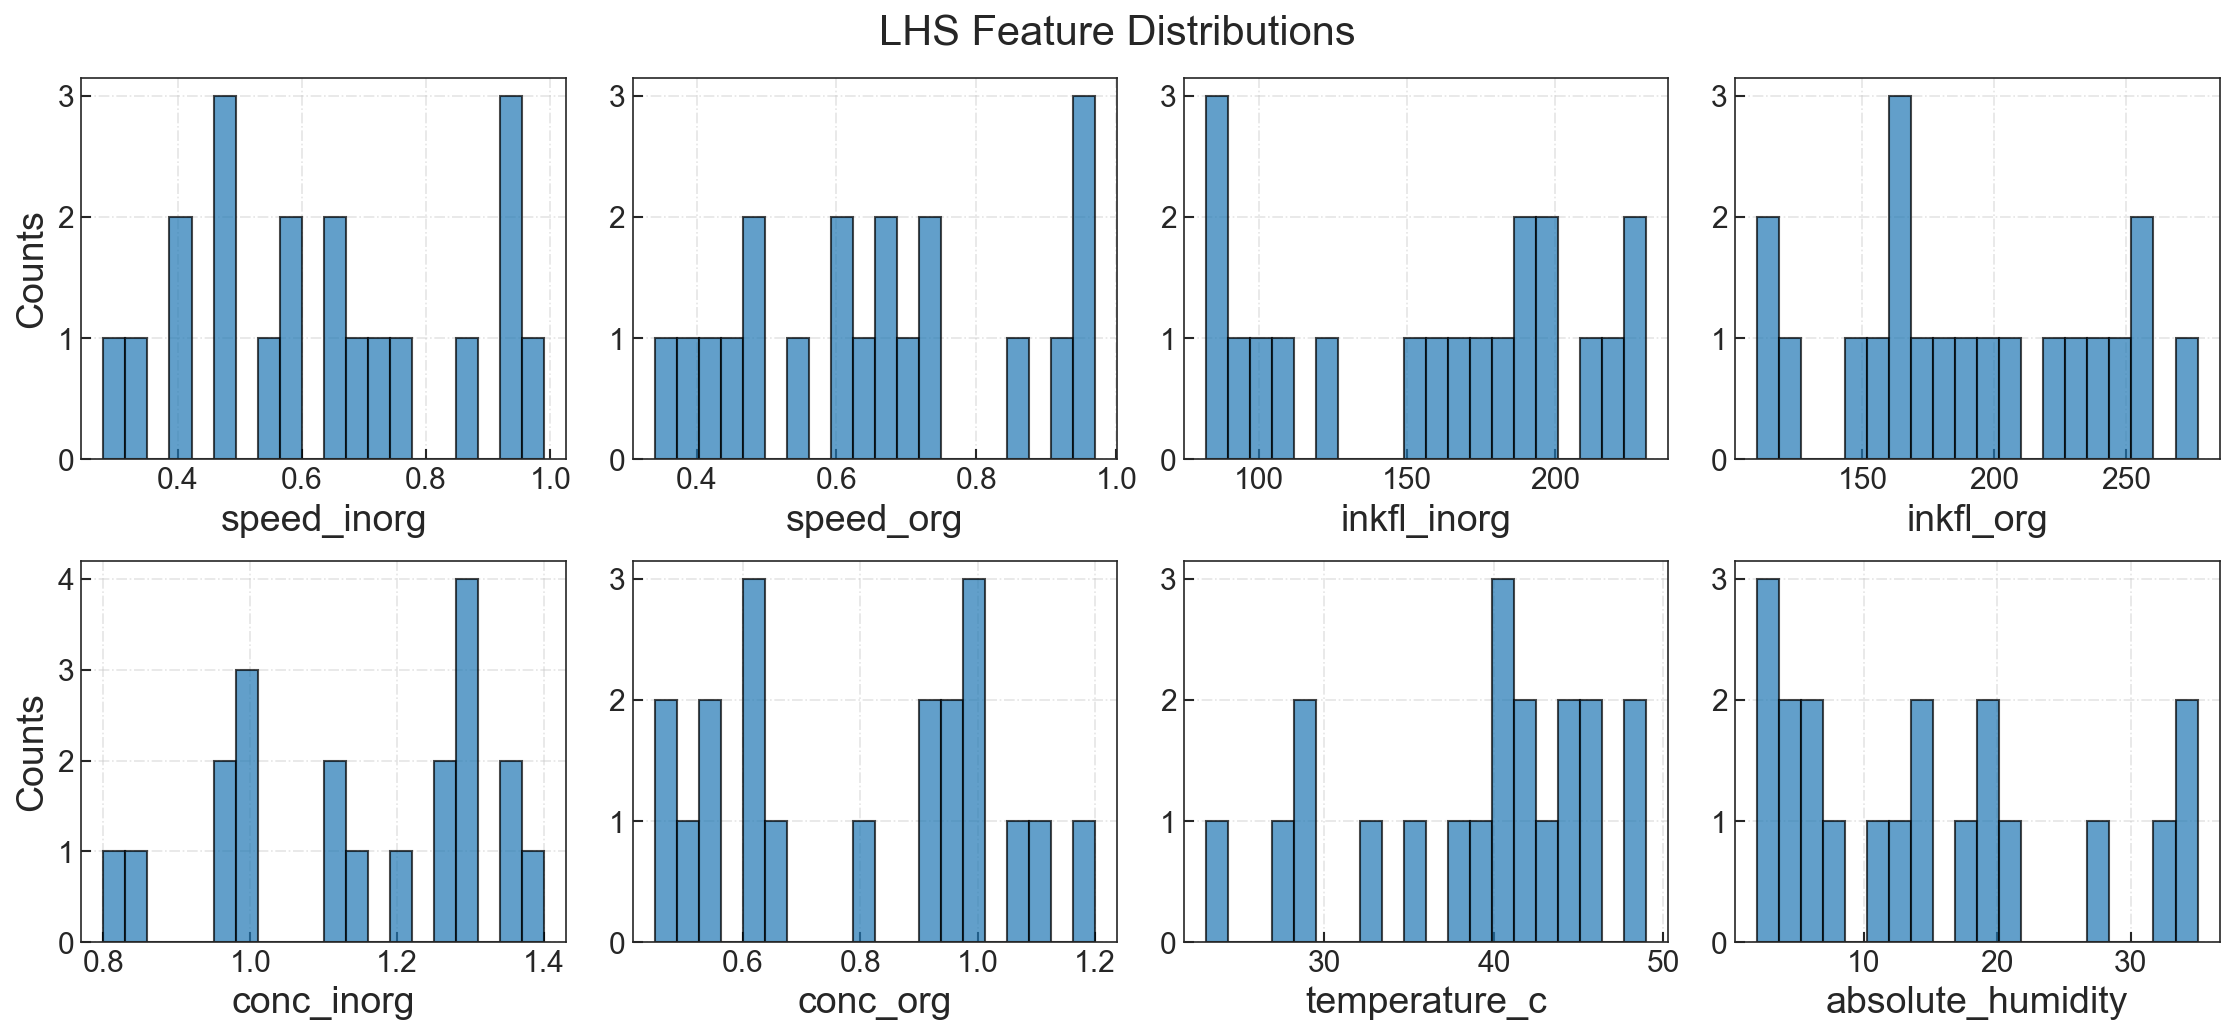 LHS Feature Distributions
Counts
3
2
1
0
0.4 0.6 0.8 1.0
speed_inorg
3
2
1
0
0.4 0.6 0.8 1.0
speed_org
3
2
1
0
100 150 200
inkfl_inorg
3
2
1
0
150 200 250
inkfl_org
Counts
4
3
2
1
0
0.8 1.0 1.2 1.4
conc_inorg
3
2
1
0
0.6 0.8 1.0 1.2
conc_org
3
2
1
0
30 40 50
temperature_c
3
2
1
0
10 20 30
absolute_humidity